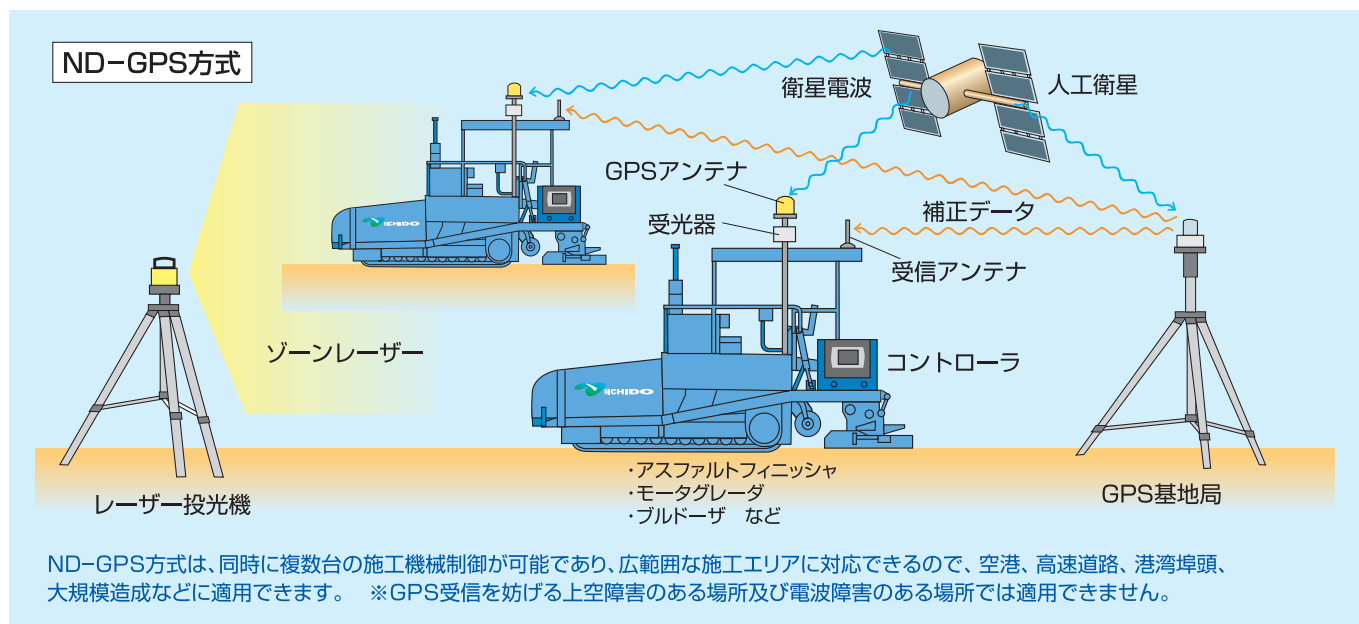 ND-GPS方式
衛星電波
人工衛星
GPSアンテナ
受光器
補正データ
受信アンテナ
NICHIDO
ゾーンレーザー
コントローラ
NICHIDO
・アスファルトフィニッシャ
・モータグレーダ
・ブルドーザ　など
レーザー投光機
GPS基地局
ND-GPS方式は、同時に複数台の施工機械制御が可能であり、広範囲な施工エリアに対応できるので、空港、高速道路、港湾埠頭、
大規模造成などに適用できます。　※GPS受信を妨げる上空障害のある場所及び電波障害のある場所では適用できません。